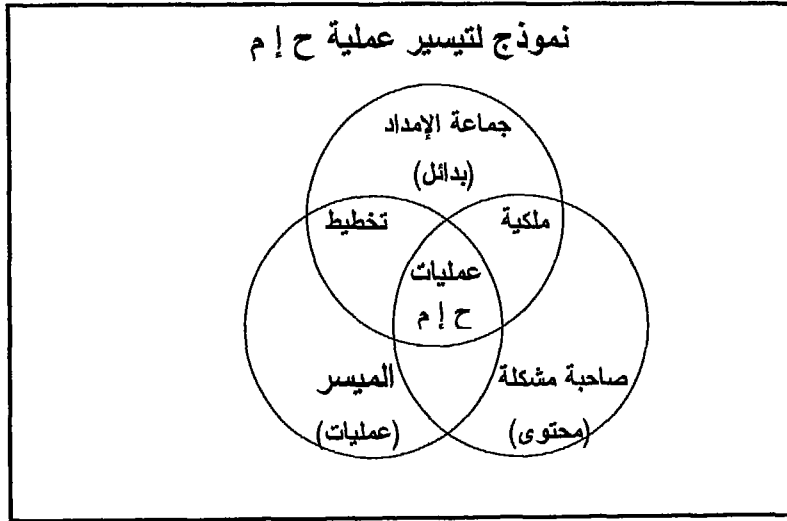 نموذج لتيسير عملية ح إ م
جماعة الإمداد
(بدائل)
ملكية
تخطيط
عمليات
ح إ م
صاحبة مشكلة
(محتوى)
الميسر
(عمليات)